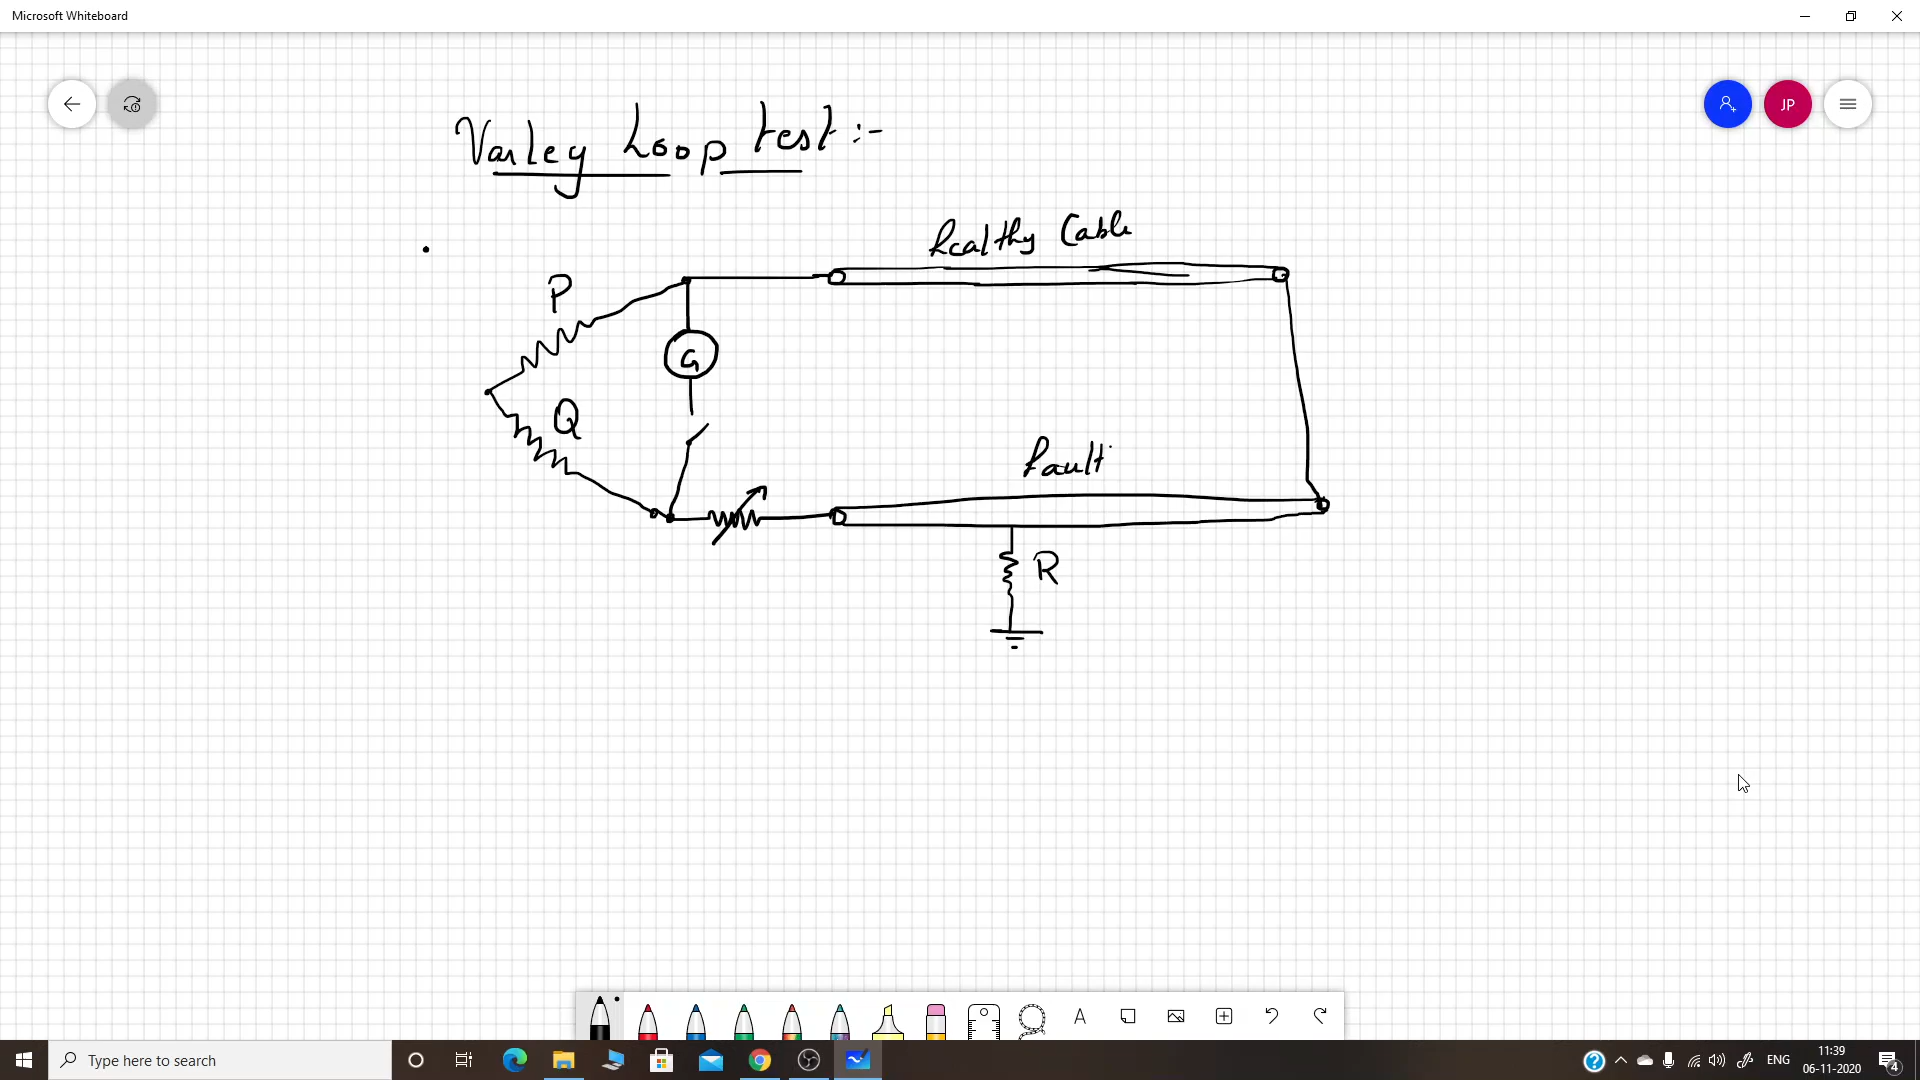 Microsoft Whiteboard
JP
Varley Loop test :-
Healthy Cable
P
G
Q
Fault
R
A
Type here to search
ENG
11:39
06-11-2020
4